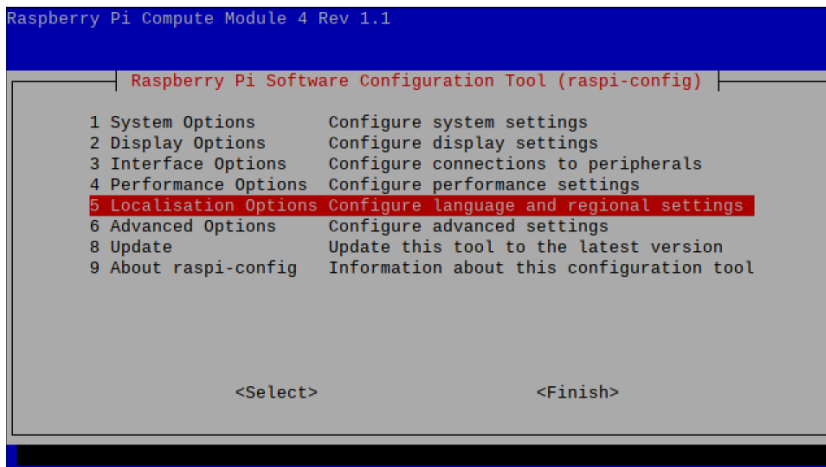 Raspberry Pi Compute Module 4 Rev 1.1
Raspberry Pi Software Configuration Tool (raspi-config)
1 System Options Configure system settings
2 Display Options Configure display settings
3 Interface Options Configure connections to peripherals
4 Performance Options Configure performance settings
5 Localisation Options Configure language and regional settings
6 Advanced Options Configure advanced settings
8 Update Update this tool to the latest version
9 About raspi-config Information about this configuration tool
<Select> <Finish>